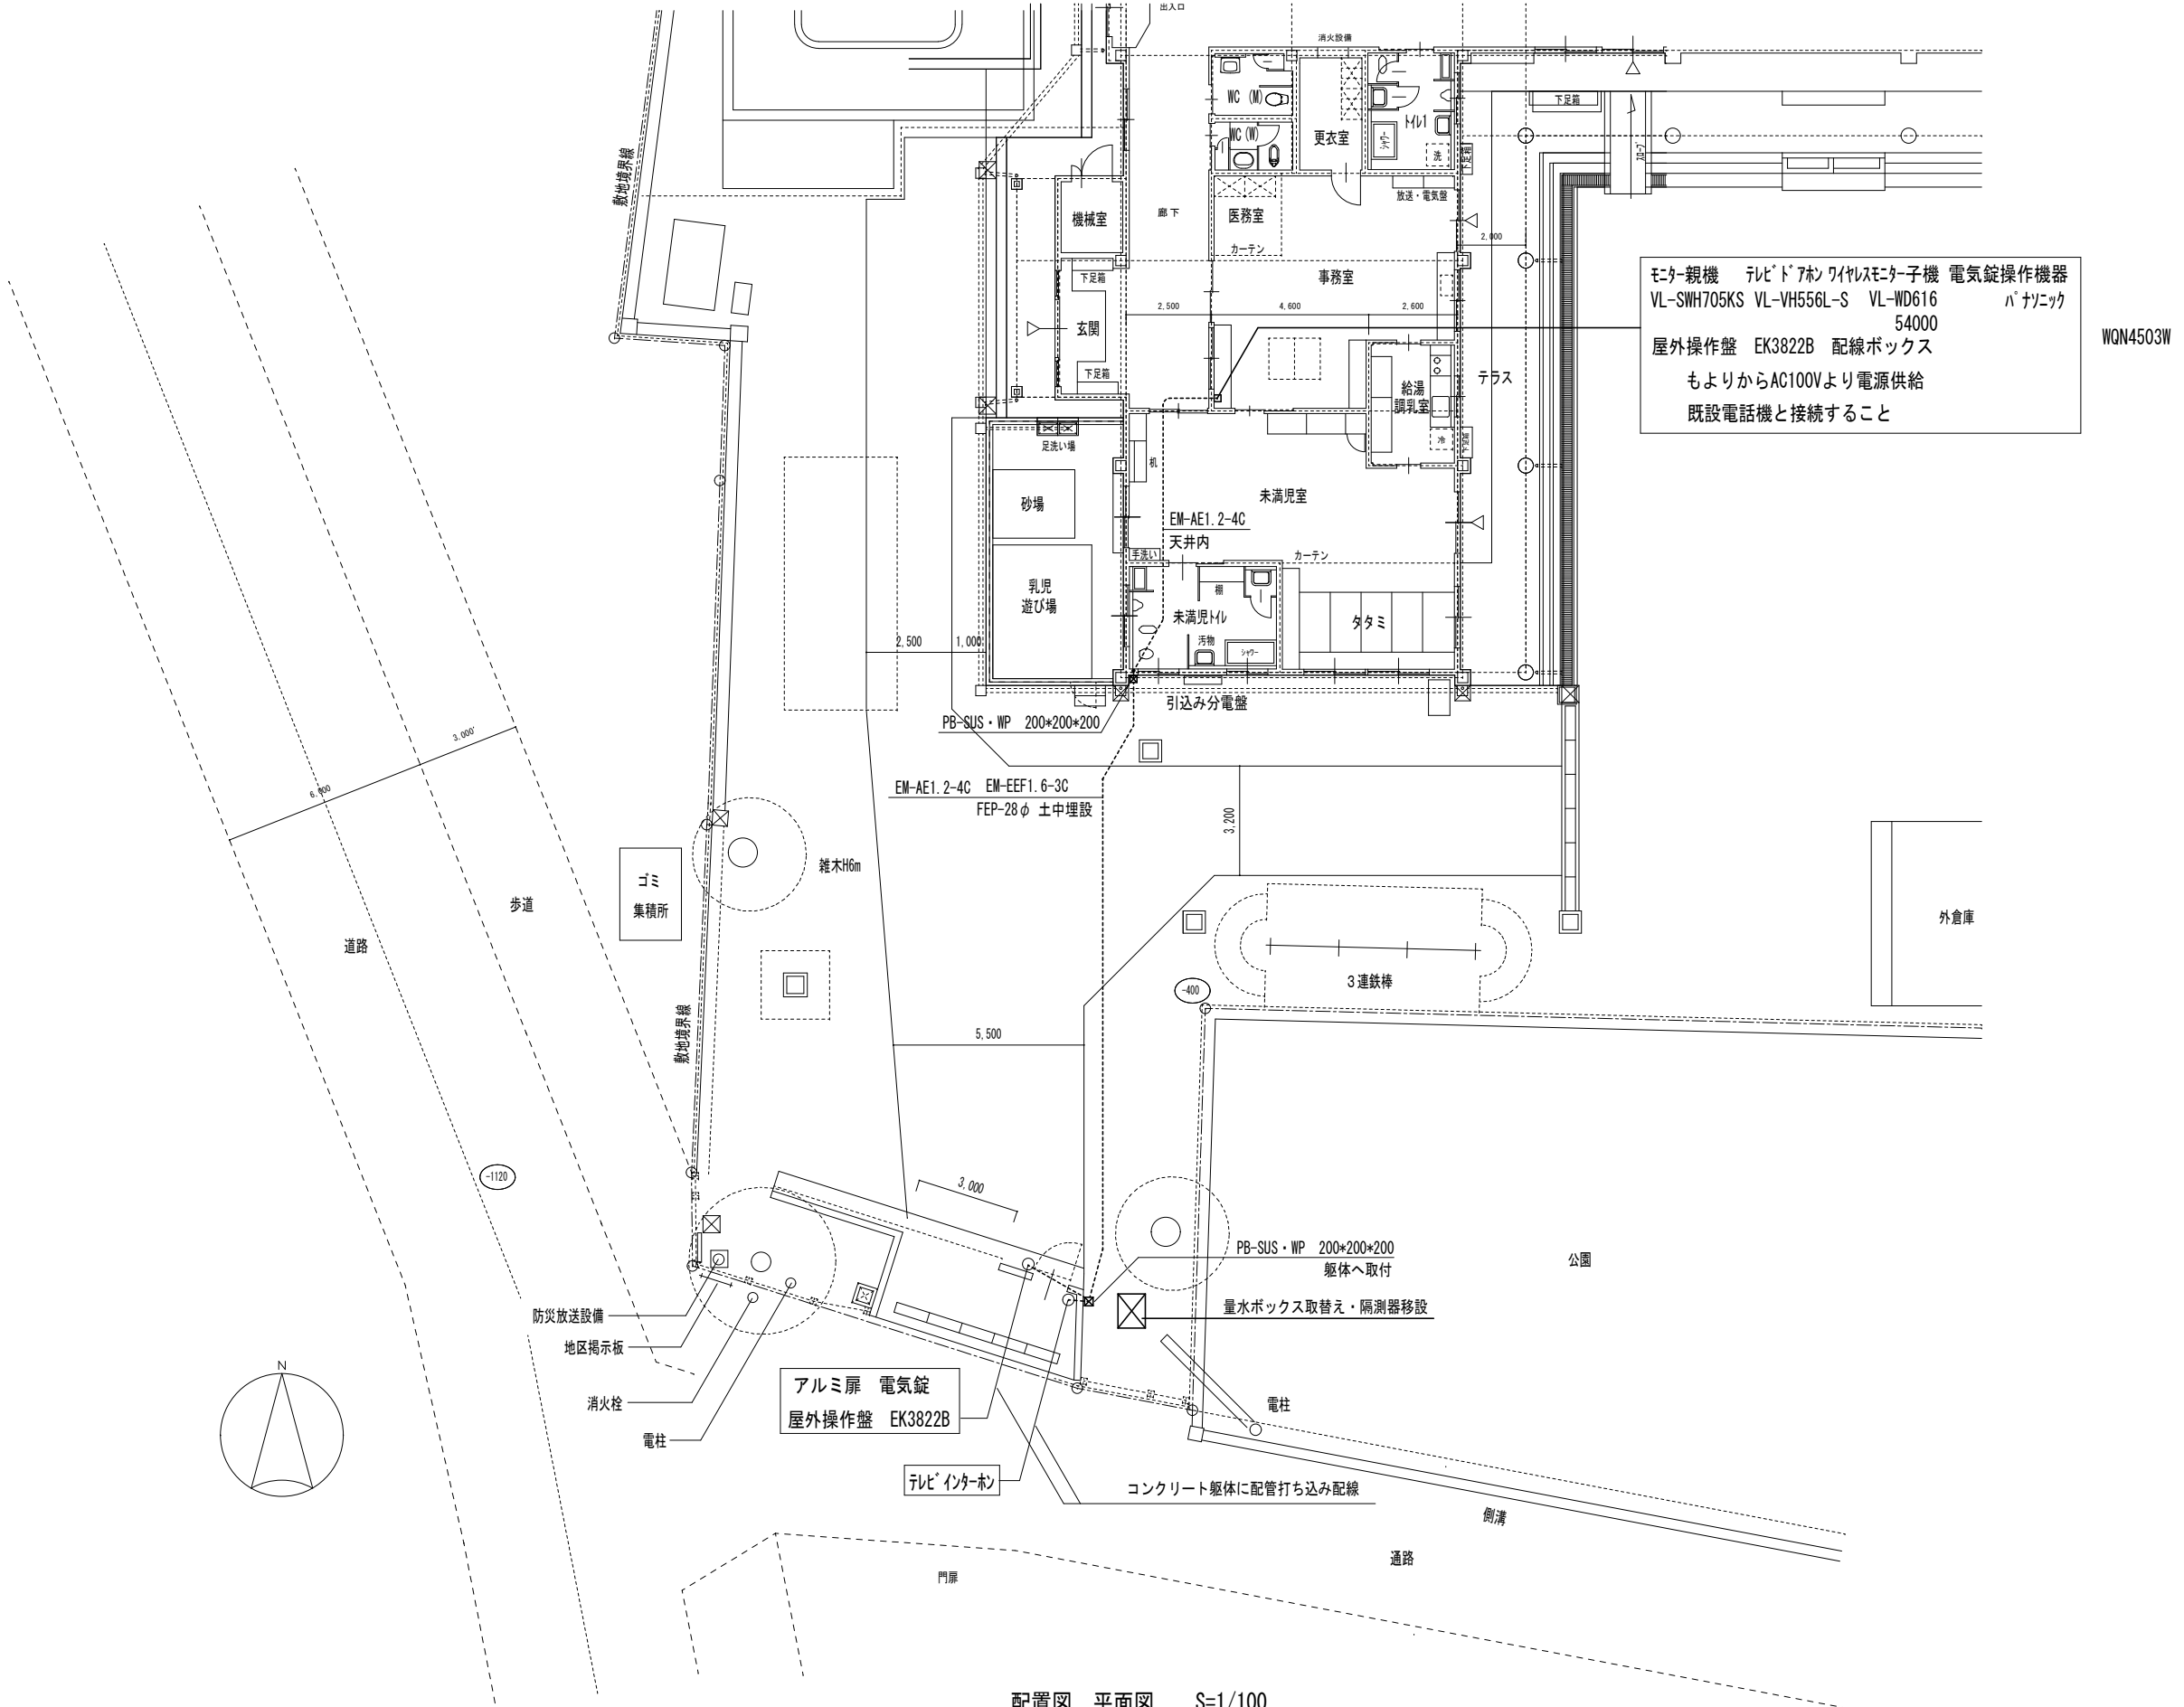 出入口
消火設備
WC (M)
WC (W)
更衣室
ﾄｲﾚ1
ｼｬﾜｰ
洗
下足箱
下足箱
ｽﾛｰﾌﾟ
敷地境界線
機械室
廊下
医務室
カーテン
放送・電気盤
事務室
2,000
下足箱
玄関
下足箱
2,500
4,600
2,600
給湯
調乳室
冷
テラス
モニター親機 テレビドアホン ワイヤレスモニター子機 電気錠操作機器
VL-SWH705KS VL-VH556L-S VL-WD616 パナソニック
54000
屋外操作盤 EK3822B 配線ボックス
もよりからAC100Vより電源供給
既設電話機と接続すること
WQN4503W
足洗い場
机
砂場
未満児室
EM-AE1.2-4C
天井内
手洗い
カーテン
乳児
遊び場
棚
未満児ﾄｲﾚ
汚物
ｼｬﾜｰ
タタミ
2,500
1,000
引込み分電盤
PB-SUS・WP 200*200*200
3,000
6,000
EM-AE1.2-4C EM-EEF1.6-3C
FEP-28φ 土中埋設
3,200
雑木H6m
ゴミ
集積所
歩道
道路
外倉庫
3連鉄棒
-400
敷地境界線
5,500
-1120
3,000
PB-SUS・WP 200*200*200
躯体へ取付
公園
量水ボックス取替え・隔測器移設
防災放送設備
地区掲示板
消火栓
電柱
N
アルミ扉 電気錠
屋外操作盤 EK3822B
電柱
テレビインターホン
コンクリート躯体に配管打ち込み配線
側溝
通路
門扉
配置図 平面図 S=1/100